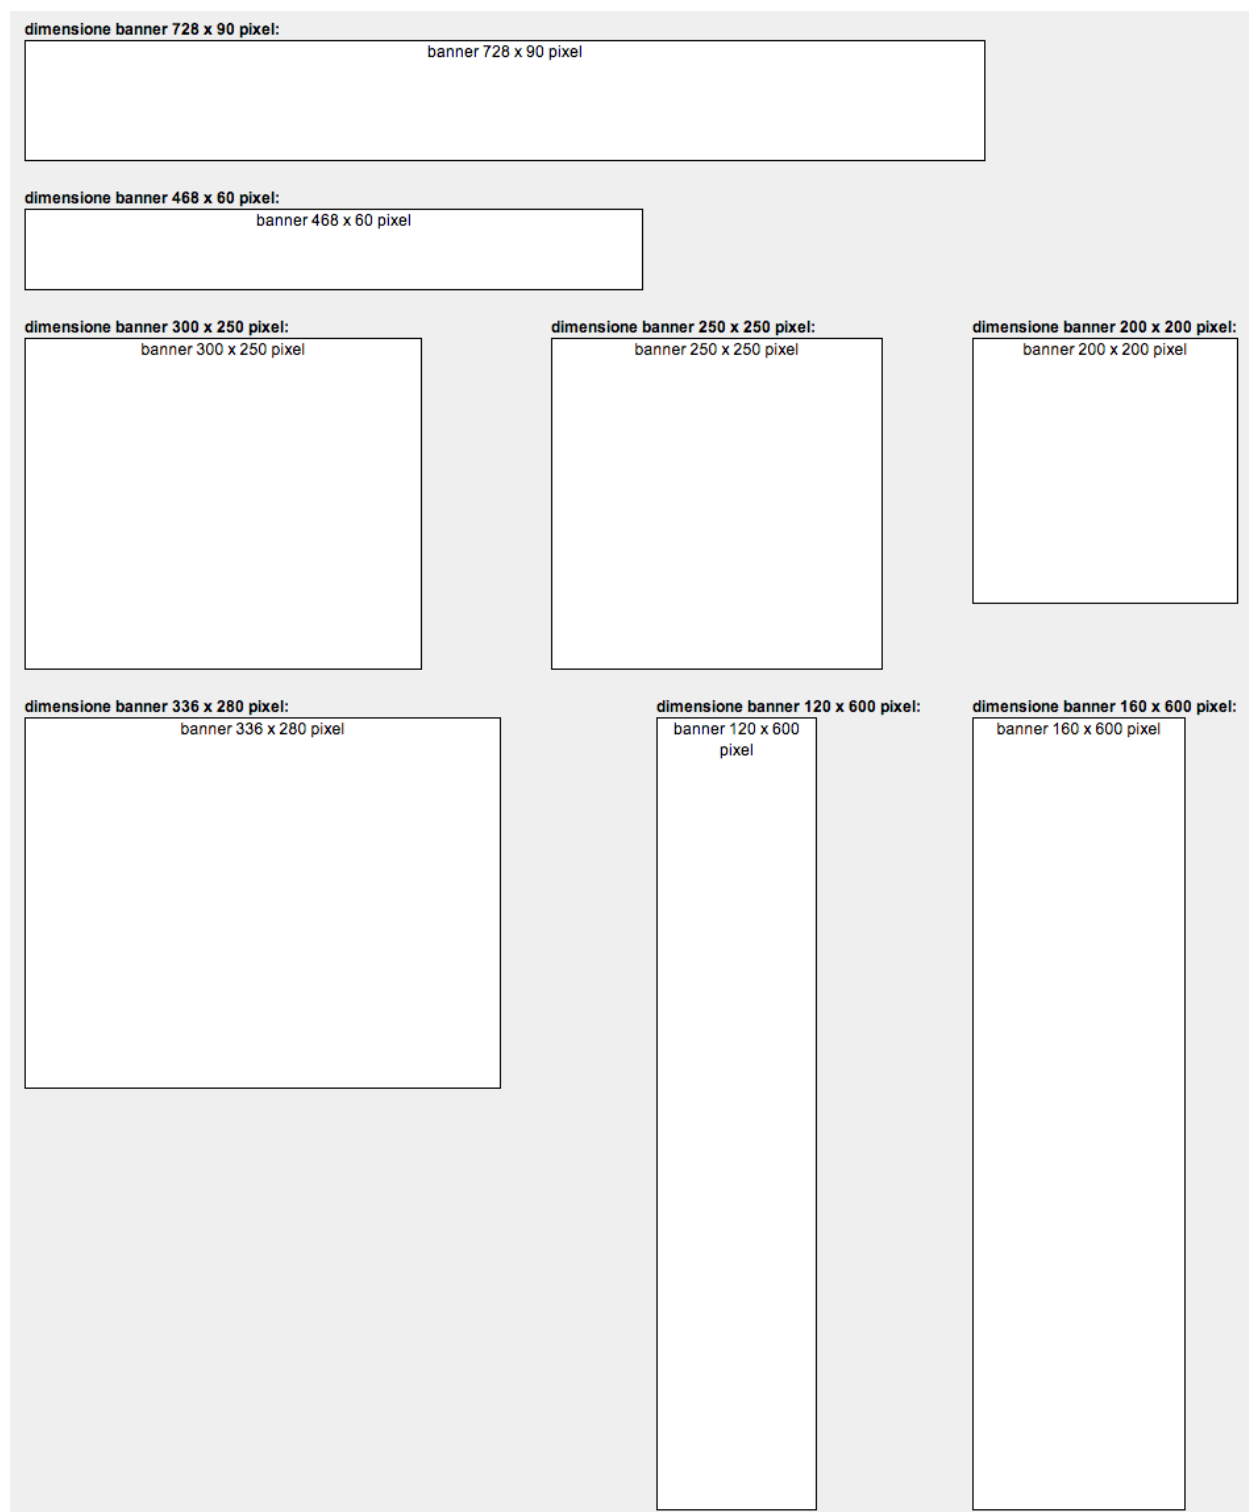 dimensione banner 728 x 90 pixel:
banner 728 x 90 pixel
dimensione banner 468 x 60 pixel:
banner 468 x 60 pixel
dimensione banner 300 x 250 pixel:
banner 300 x 250 pixel
dimensione banner 250 x 250 pixel:
banner 250 x 250 pixel
dimensione banner 200 x 200 pixel:
banner 200 x 200 pixel
dimensione banner 336 x 280 pixel:
banner 336 x 280 pixel
dimensione banner 120 x 600 pixel:
banner 120 x 600
pixel
dimensione banner 160 x 600 pixel:
banner 160 x 600 pixel